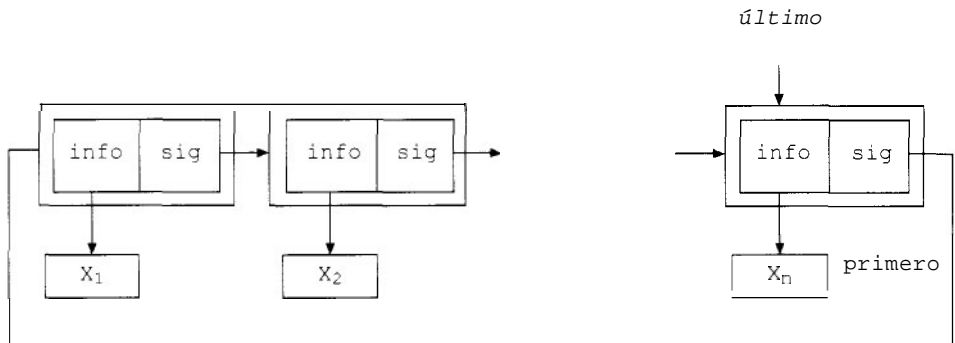 último
info sig info sig info sig
X₁ X₂ Xₙ primero